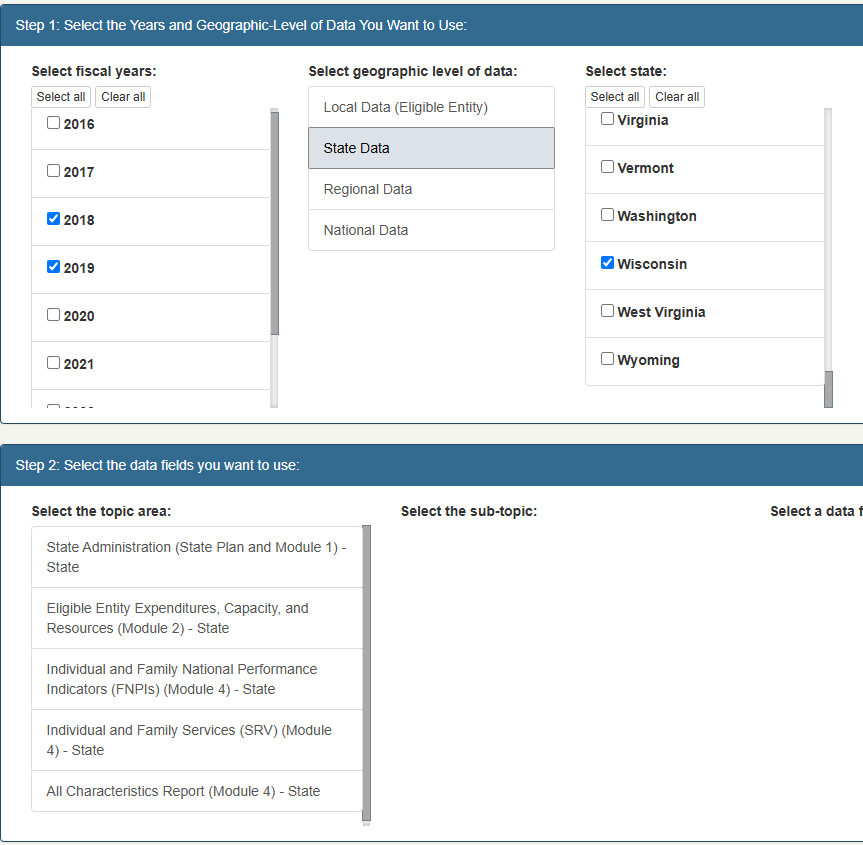 Step 1: Select the Years and Geographic-Level of Data You Want to Use:
Select fiscal years:
Select all
Clear all
2016
2017
2018
2019
2020
2021
Select geographic level of data:
Local Data (Eligible Entity)
State Data
Regional Data
National Data
Select state:
Select all
Clear all
Virginia
Vermont
Washington
Wisconsin
West Virginia
Wyoming
Step 2: Select the data fields you want to use:
Select the topic area:
State Administration (State Plan and Module 1) -
State
Eligible Entity Expenditures, Capacity, and
Resources (Module 2) - State
Individual and Family National Performance
Indicators (FNPIs) (Module 4) - State
Individual and Family Services (SRV) (Module
4) - State
All Characteristics Report (Module 4) - State
Select the sub-topic:
Select a data f